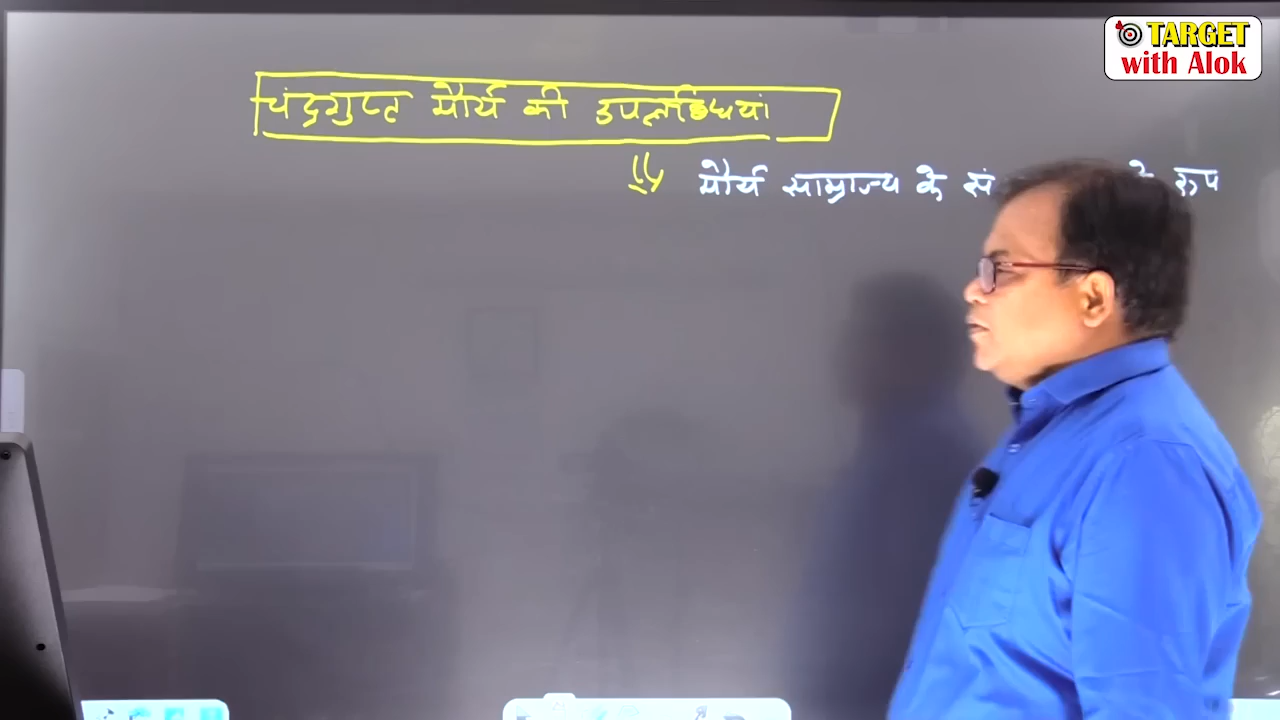 TARGET
with Alok
चंद्रगुप्त मौर्य की उपलब्धियां
मौर्य साम्राज्य के सं रूप